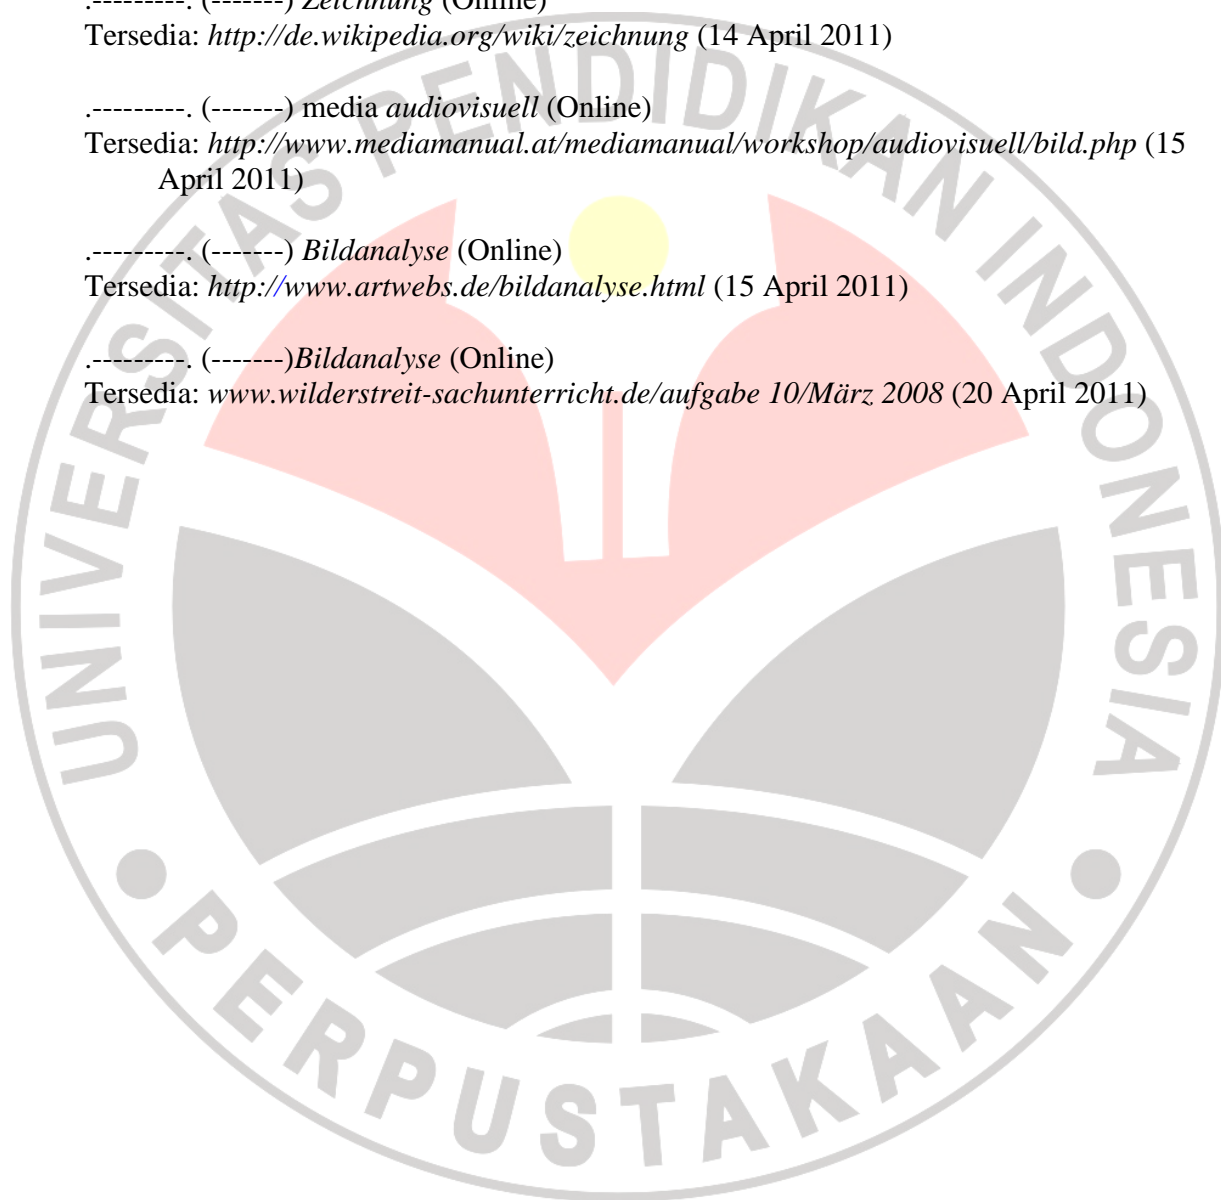 .---------. (-------) Zeichnung (Online)
Tersedia: http://de.wikipedia.org/wiki/zeichnung (14 April 2011)
.---------. (-------) media audiovisuell (Online)
Tersedia: http://www.mediamanual.at/mediamanual/workshop/audiovisuell/bild.php (15
April 2011)
.---------. (-------) Bildanalyse (Online)
Tersedia: http://www.artwebs.de/bildanalyse.html (15 April 2011)
.---------. (-------)Bildanalyse (Online)
Tersedia: www.wilderstreit-sachunterricht.de/aufgabe 10/März 2008 (20 April 2011)
UNIVERSITAS PENDIDIKAN INDONESIA
PERPUSTAKAAN